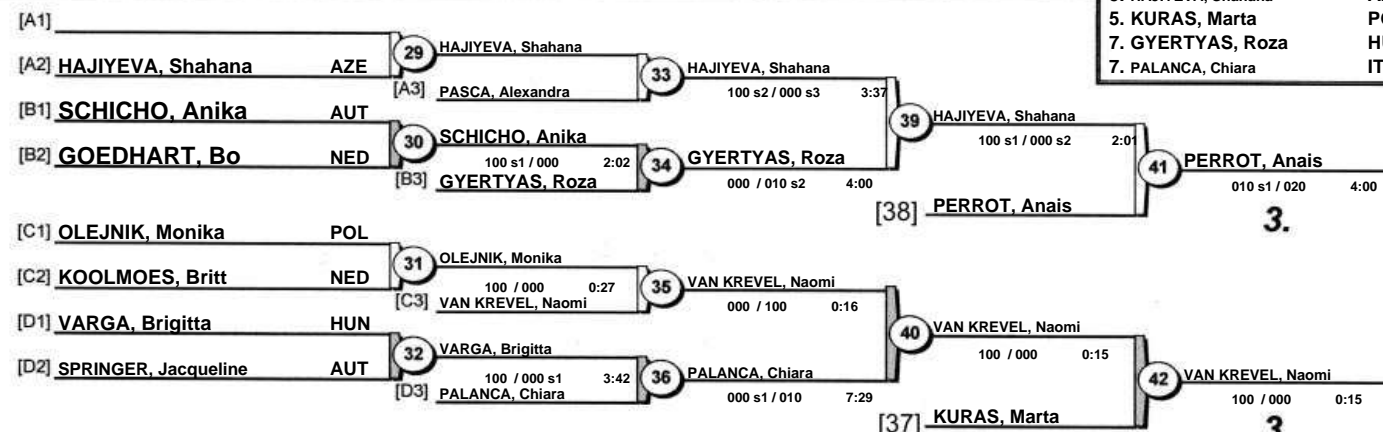 5. KURAS, Marta
7. GYERTYAS, Roza
7. PALANCA, Chiara
[A1]
[A2] HAJIYEVA, Shahana AZE
29
HAJIYEVA, Shahana
[A3] PASCA, Alexandra
33
HAJIYEVA, Shahana
100 s2 / 000 s3 3:37
[B1] SCHICHO, Anika AUT
[B2] GOEDHART, Bo NED
30
SCHICHO, Anika
100 s1 / 000 2:02
[B3] GYERTYAS, Roza
34
GYERTYAS, Roza
000 / 010 s2 4:00
39
HAJIYEVA, Shahana
100 s1 / 000 s2 2:01
[38] PERROT, Anais
41
PERROT, Anais
010 s1 / 020 4:00
3.
[C1] OLEJNIK, Monika POL
[C2] KOOLMOES, Britt NED
31
OLEJNIK, Monika
100 / 000 0:27
[C3] VAN KREVEL, Naomi
35
VAN KREVEL, Naomi
000 / 100 0:16
[D1] VARGA, Brigitta HUN
[D2] SPRINGER, Jacqueline AUT
32
VARGA, Brigitta
100 / 000 s1 3:42
[D3] PALANCA, Chiara
36
PALANCA, Chiara
000 s1 / 010 7:29
40
VAN KREVEL, Naomi
100 / 000 0:15
[37] KURAS, Marta
42
VAN KREVEL, Naomi
100 / 000 0:15
3